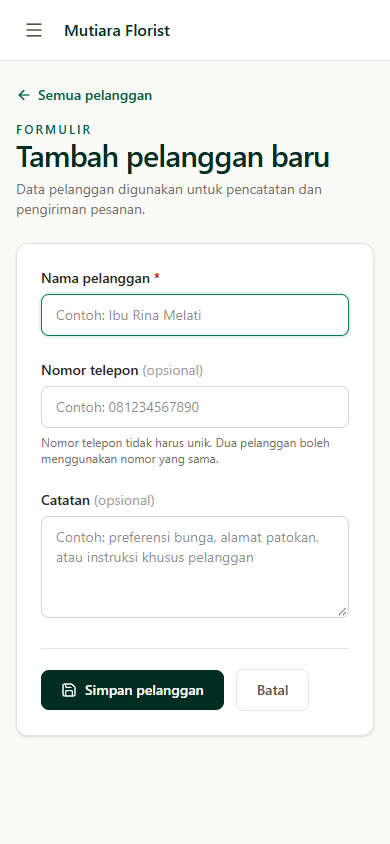 Mutiara Florist
Semua pelanggan
FORMULIR
Tambah pelanggan baru
Data pelanggan digunakan untuk pencatatan dan
pengiriman pesanan.
Nama pelanggan *
Contoh: Ibu Rina Melati
Nomor telepon (opsional)
Contoh: 081234567890
Nomor telepon tidak harus unik. Dua pelanggan boleh
menggunakan nomor yang sama.
Catatan (opsional)
Contoh: preferensi bunga, alamat patokan,
atau instruksi khusus pelanggan
Simpan pelanggan
Batal